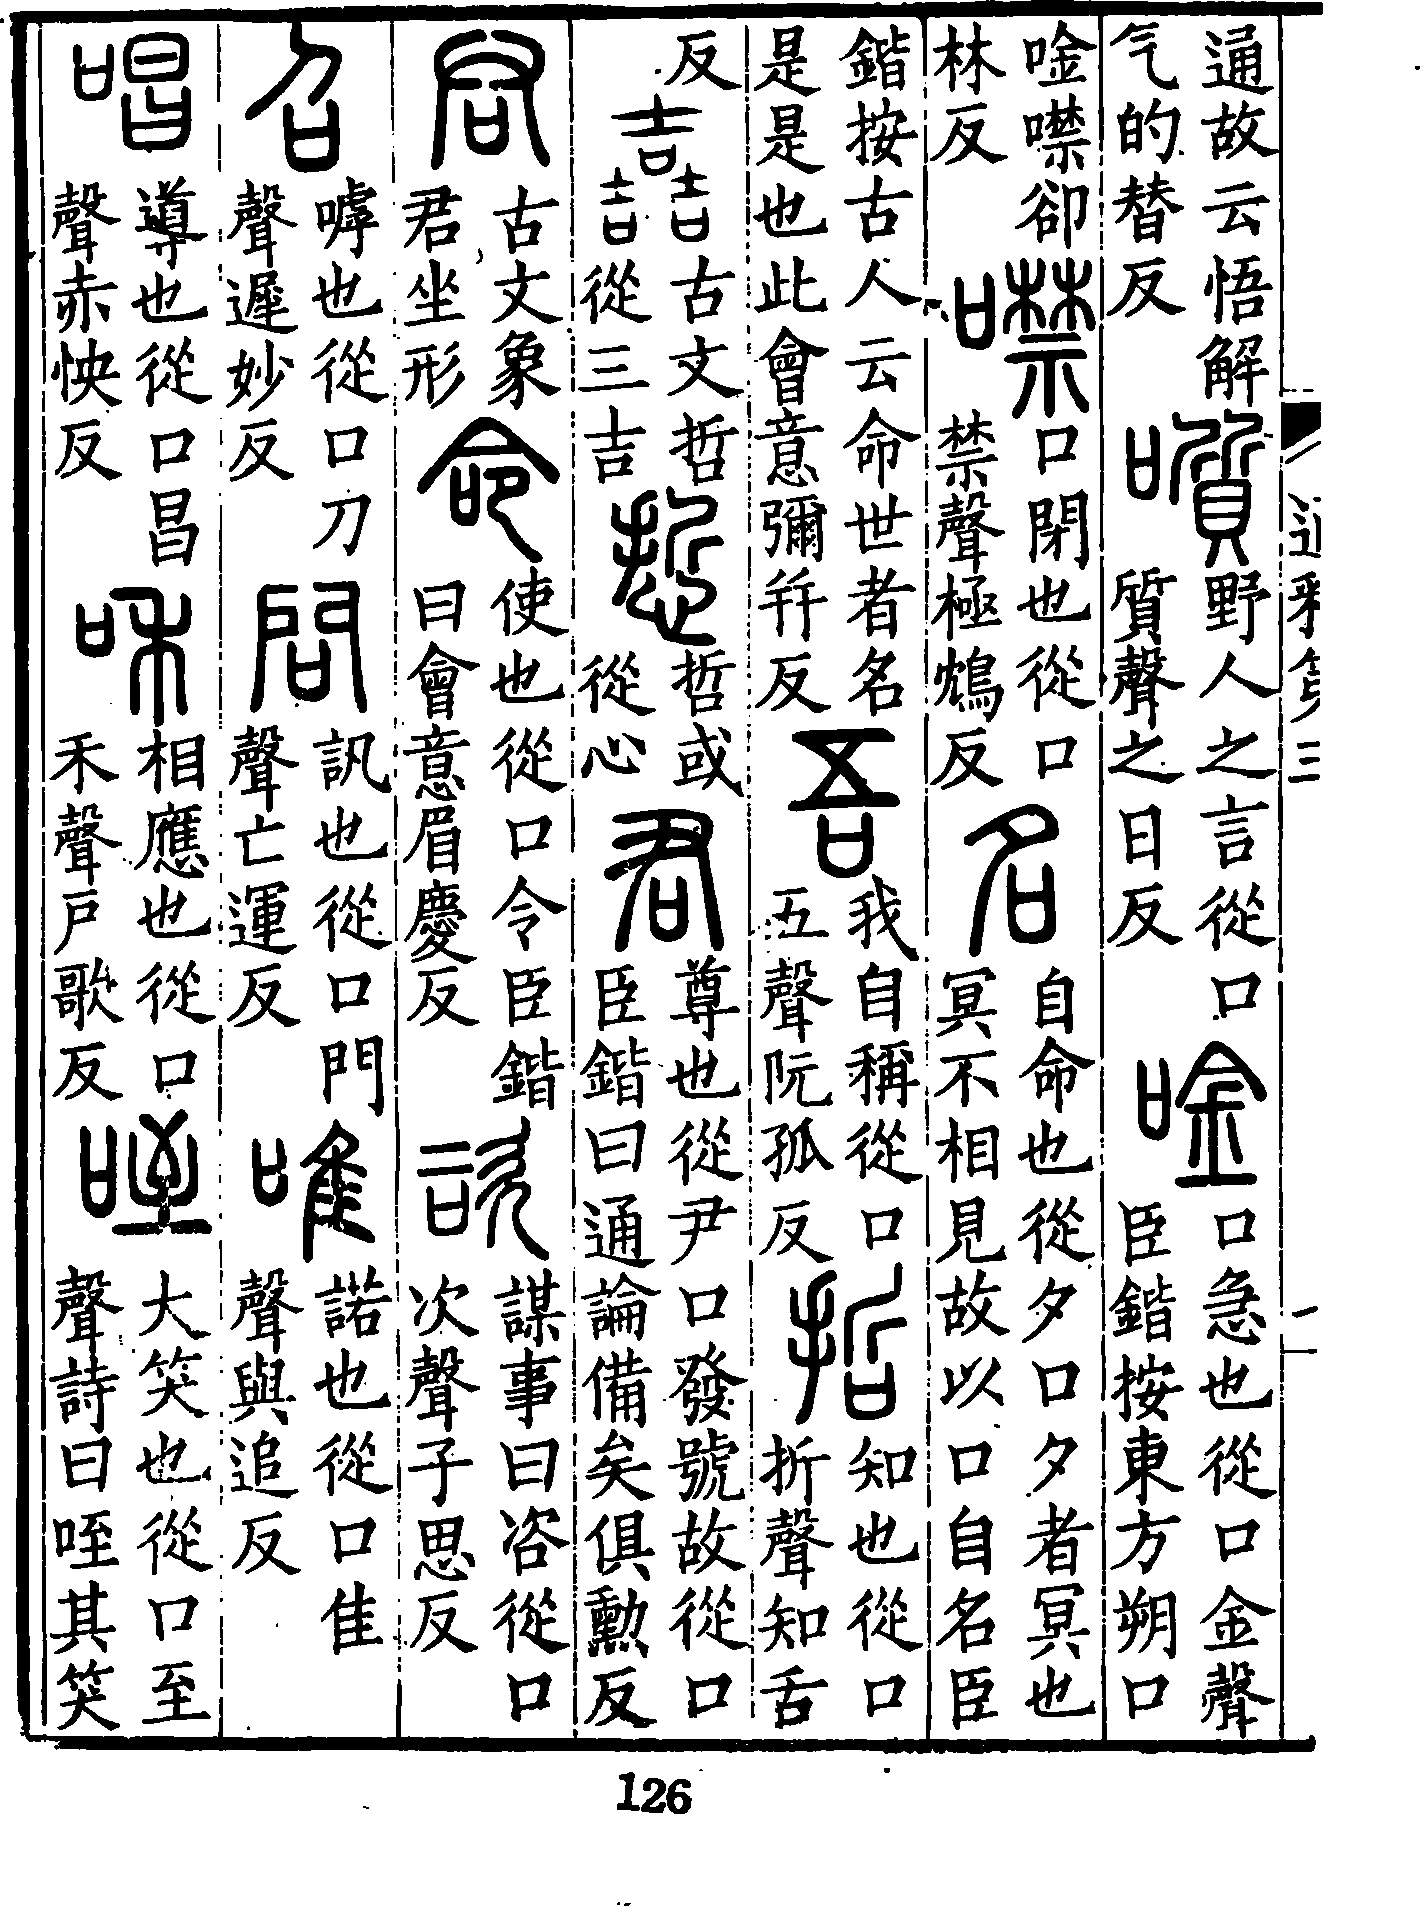 通故云悟解气的替反𡂒野人之言從口質聲之日反唫口急也從口金聲臣鍇按東方朔口
唫噤卻林反噤口閉也從口禁聲極鴆反名自命也從夕口夕者冥也冥不相見故以口自名臣
鍇按古人云命世者名是是也此會意彌幷反吾我自稱從口五聲阮孤反哲知也從口折聲知舌
反嚞古文哲從三吉悊哲或從心君尊也從尹口發號故從口臣鍇曰通論備矣俱勳反
古文象君坐形命使也從口令臣鍇曰會意眉慶反咨謀事曰咨從口次聲子思反
召嘑也從口刀聲遲妙反問訊也從口門聲亡運反唯諾也從口隹聲與追反
唱導也從口昌聲赤怏反咊相應也從口禾聲戶歌反咥大笑也從口至聲詩曰咥其笑
126